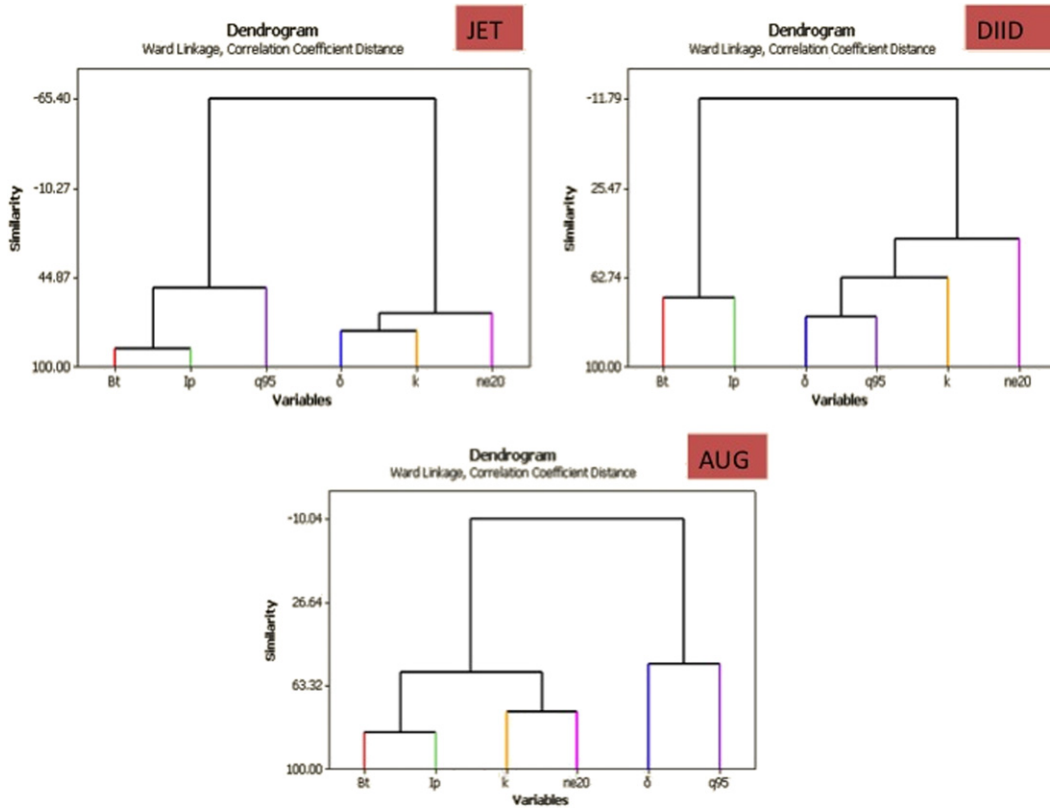 Dendrogram
Ward Linkage, Correlation Coefficient Distance
JET
-65.40
-10.27
44.87
100.00
Similarity
Bt Ip q95 δ k ne20
Variables
Dendrogram
Ward Linkage, Correlation Coefficient Distance
DIID
-11.79
25.47
62.74
100.00
Similarity
Bt Ip δ q95 k ne20
Variables
Dendrogram
Ward Linkage, Correlation Coefficient Distance
AUG
-10.04
26.64
63.32
100.00
Similarity
Bt Ip k ne20 δ q95
Variables